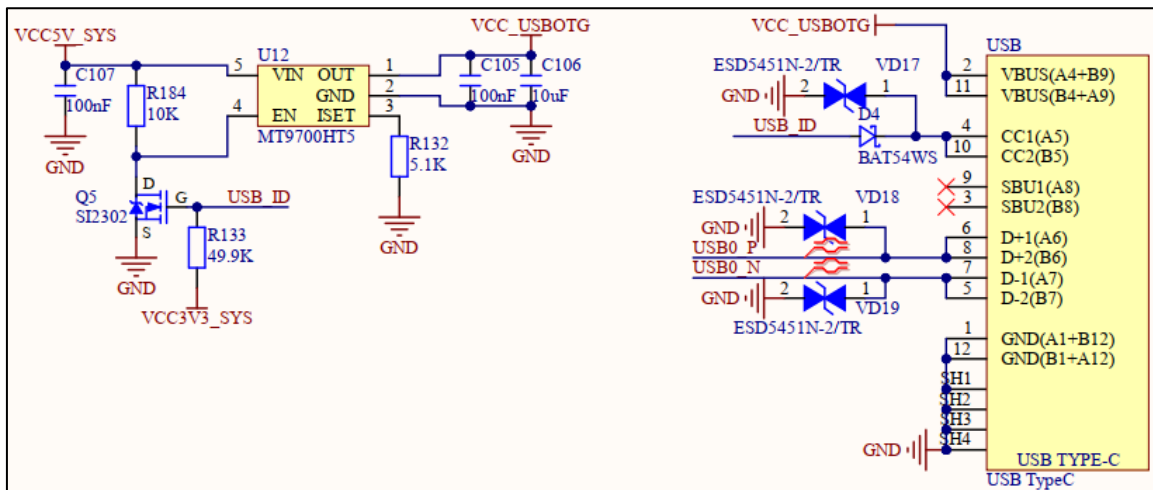 VCC5V_SYS
C107
100nF
R184
10K
GND
U12
5
VIN
OUT
1
GND
2
4
EN
ISET
3
MT9700HT5
VCC_USBOTG
C105
100nF
C106
10uF
GND
R132
5.1K
GND
Q5
SI2302
D
G
S
USB_ID
GND
R133
49.9K
VCC3V3_SYS
VCC_USBOTG
ESD5451N-2/TR
VD17
GND
2
1
D4
USB_ID
BAT54WS
ESD5451N-2/TR
VD18
GND
2
1
USB0_P
USB0_N
GND
2
1
VD19
ESD5451N-2/TR
USB
2
VBUS(A4+B9)
11
VBUS(B4+A9)
4
CC1(A5)
10
CC2(B5)
9
SBU1(A8)
3
SBU2(B8)
6
D+1(A6)
8
D+2(B6)
7
D-1(A7)
5
D-2(B7)
1
GND(A1+B12)
12
GND(B1+A12)
SH1
SH2
SH3
SH4
GND
USB TYPE-C
USB TypeC